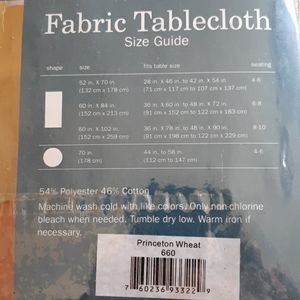 Fabric Tablecloth
Size Guide
shape size fits table size seating
52 in. X 70 in. 28 in. X 46 in. to 42 in. X 54 in. 4-6
(132 cm x 178 cm) (71 cm x 117 cm to 107 cm x 137 cm)
60 in. X 84 in. 36 in. X 60 in. to 48 in. X 72 in. 6-8
(152 cm x 213 cm) (91 cm x 152 cm to 122 cm x 183 cm)
60 in. X 102 in. 36 in. X 78 in. to 48 in. X 90 in. 8-10
(152 cm x 259 cm) (91 cm x 198 cm to 122 cm x 229 cm)
70 in. 44 in. to 58 in. 4-6
(178 cm) (112 cm to 147 cm)
54% Polyester 46% Cotton
Machine wash cold with like colors. Only non-chlorine
bleach when needed. Tumble dry low. Warm iron if
necessary.
Princeton Wheat
660
7 60236 93322 9